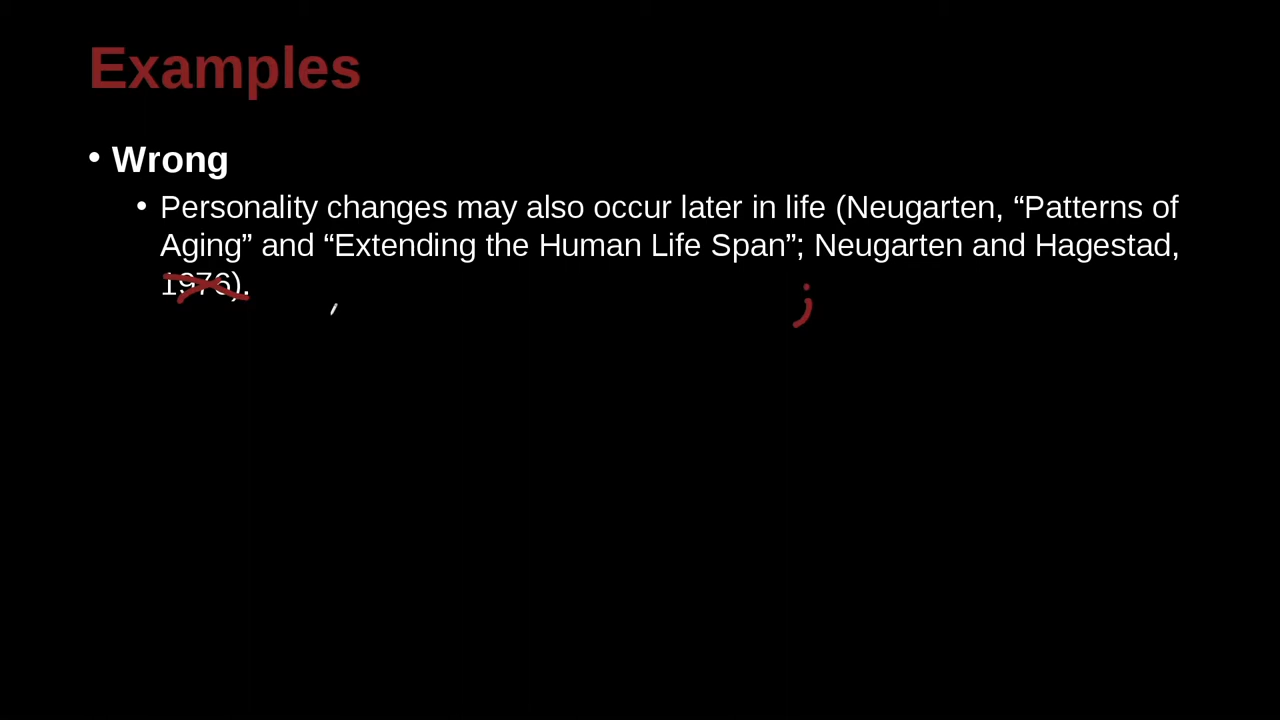 Examples
• Wrong
• Personality changes may also occur later in life (Neugarten, “Patterns of
Aging” and “Extending the Human Life Span”; Neugarten and Hagestad,
1976).
;